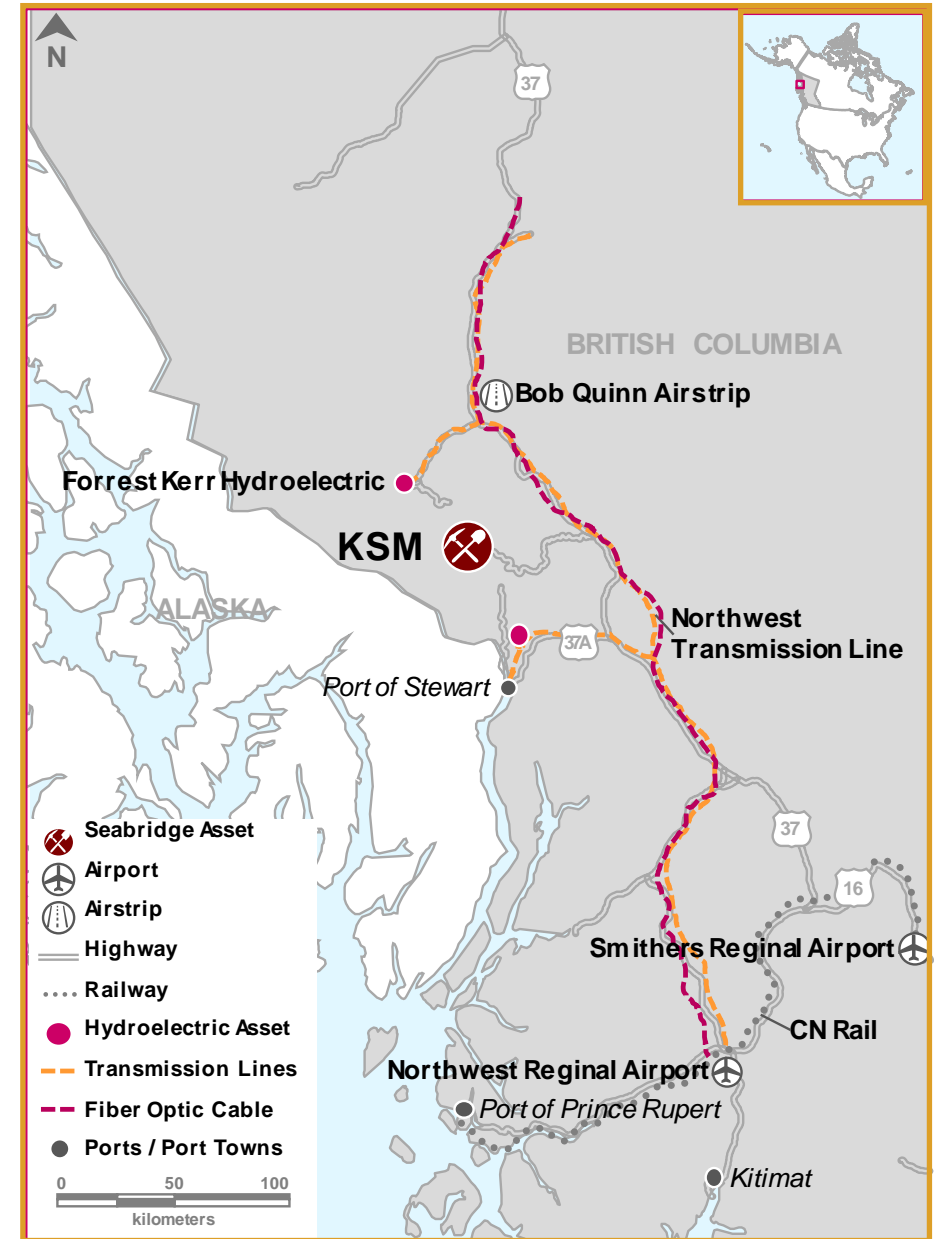 N
37
BRITISH COLUMBIA
Bob Quinn Airstrip
Forrest Kerr Hydroelectric
KSM
ALASKA
Northwest
Transmission Line
37A
Port of Stewart
37
16
Smithers Reginal Airport
CN Rail
Northwest Reginal Airport
Port of Prince Rupert
Kitimat
Seabridge Asset
Airport
Airstrip
Highway
Railway
Hydroelectric Asset
Transmission Lines
Fiber Optic Cable
Ports / Port Towns
0 50 100
kilometers